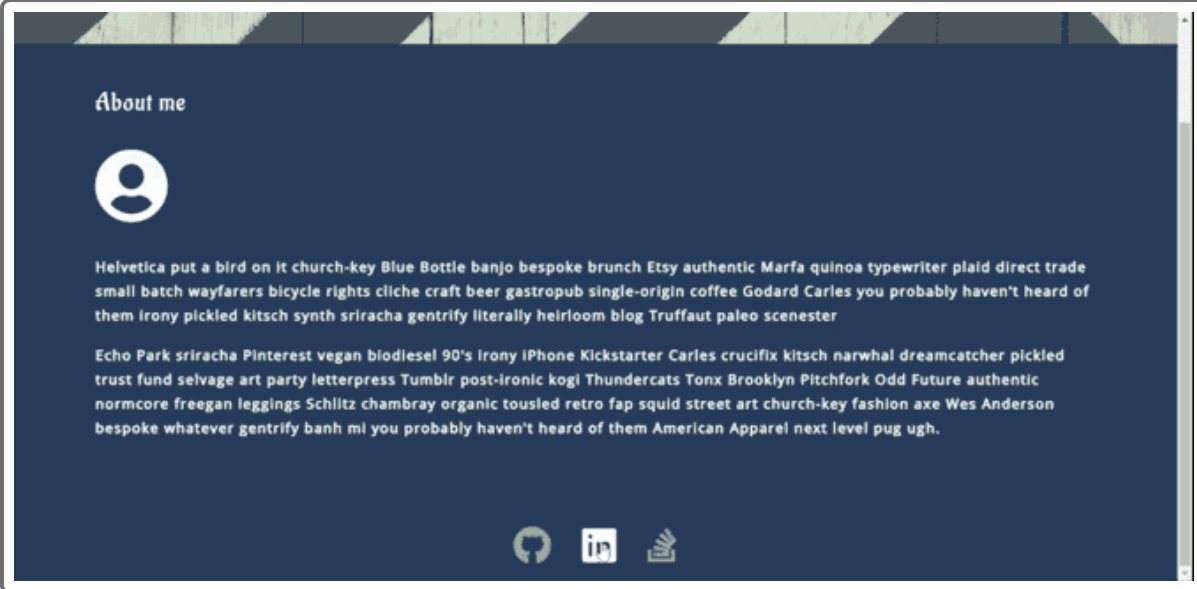 About me
Helvetica put a bird on it church-key Blue Bottle banjo bespoke brunch Etsy authentic Marfa quinoa typewriter plaid direct trade
small batch wayfarers bicycle rights cliche craft beer gastropub single-origin coffee Godard Carles you probably haven't heard of
them irony pickled kitsch synth sriracha gentrify literally heirloom blog Truffaut paleo scenester
Echo Park sriracha Pinterest vegan biodiesel 90's irony iPhone Kickstarter Carles crucifix kitsch narwhal dreamcatcher pickled
trust fund selvage art party letterpress Tumblr post-ironic kogi Thundercats Tonx Brooklyn Pitchfork Odd Future authentic
normcore freegan leggings Schlitz chambray organic tousled retro fap squid street art church-key fashion axe Wes Anderson
bespoke whatever gentrify banh mi you probably haven't heard of them American Apparel next level pug ugh.
in